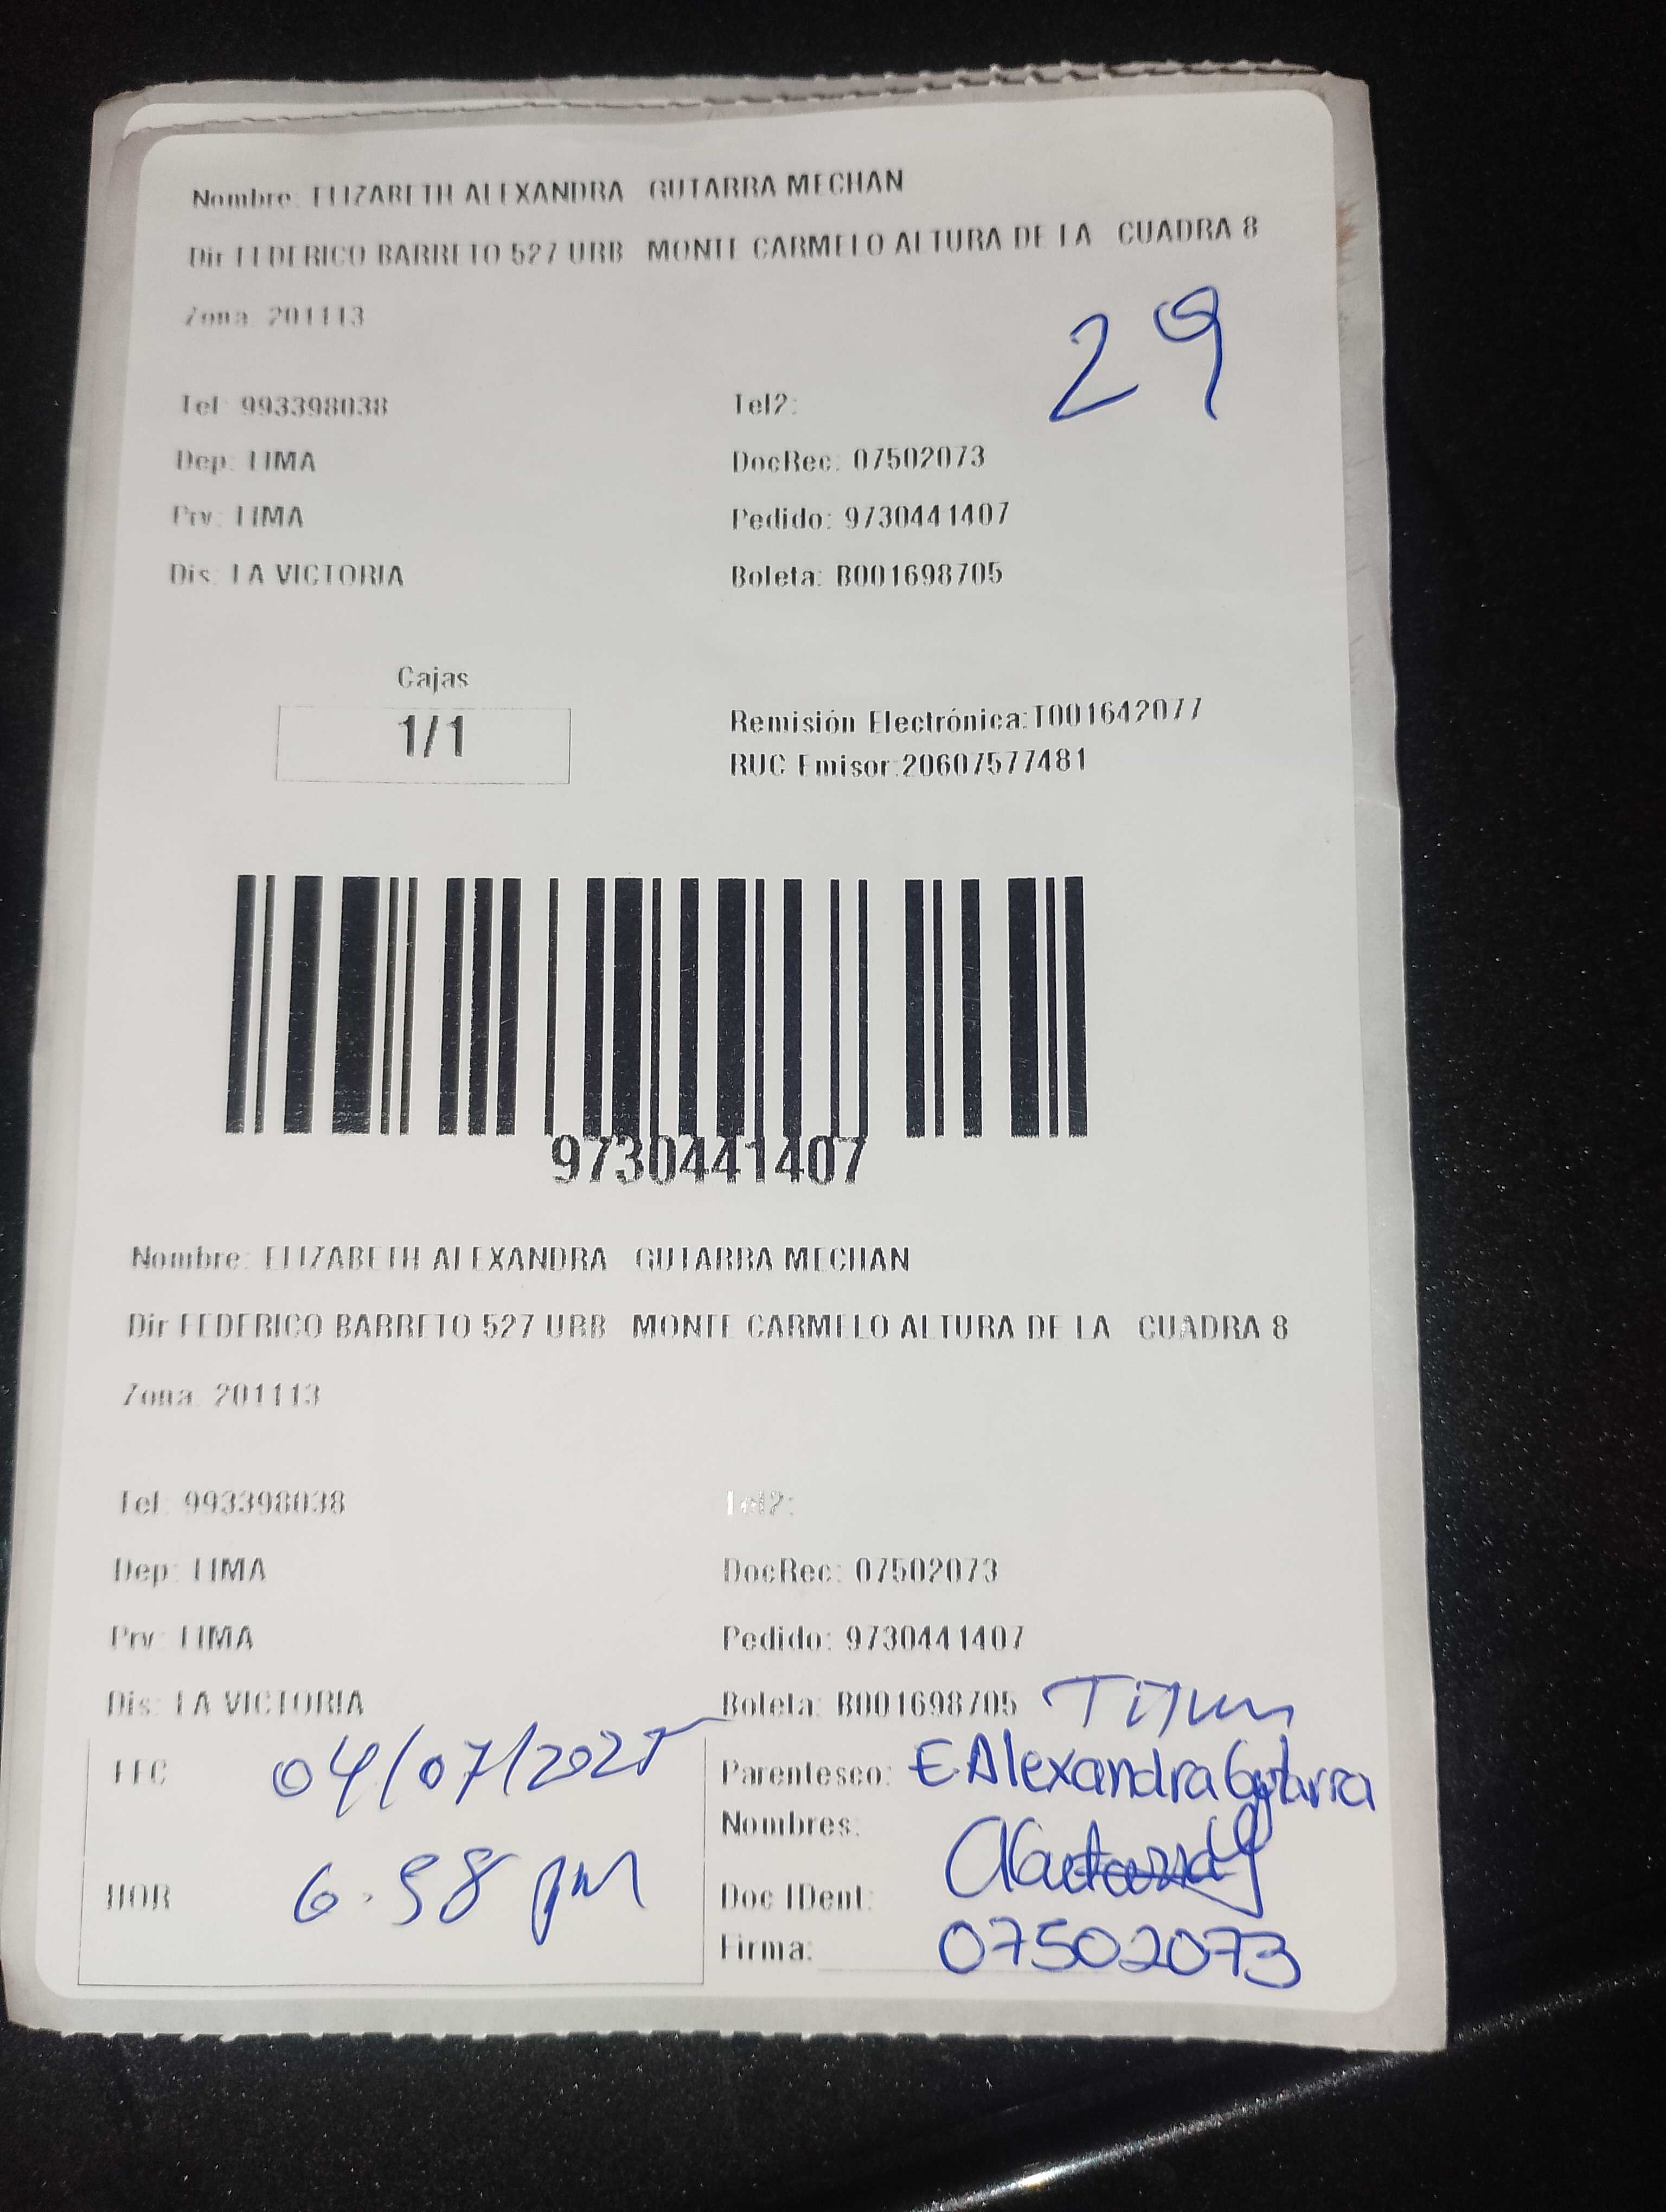 Nombre: ELIZABETH ALEXANDRA GUTARRA MECHAN
Dir FEDERICO BARRETO 527 URB MONTE CARMELO ALTURA DE LA CUADRA 8
Zona: 201113
29
Tel: 993398038 Tel2:
Dep: LIMA DocRec: 07502073
Prv: LIMA Pedido: 9730441407
Dis: LA VICTORIA Boleta: B001698705
Cajas
1/1
Remisión Electrónica:T001642077
RUC Emisor:20607577481
9730441407
Nombre: ELIZABETH ALEXANDRA GUTARRA MECHAN
Dir FEDERICO BARRETO 527 URB MONTE CARMELO ALTURA DE LA CUADRA 8
Zona: 201113
Tel: 993398038 Tel2:
Dep: LIMA DocRec: 07502073
Prv: LIMA Pedido: 9730441407
Dis: LA VICTORIA Boleta: B001698705
FEC 04/07/2025 Parentesco: E Alexandra Gutarra
Nombres:
HOR 6:58 pm Doc IDent:
Firma: 07502073